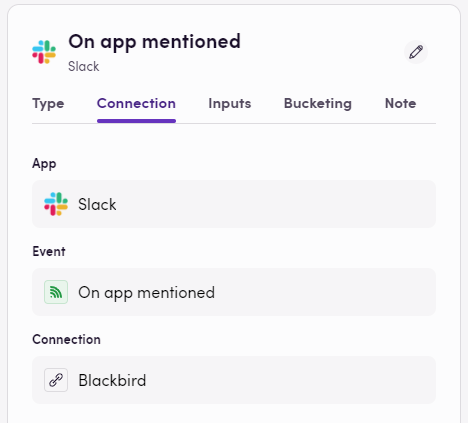 On app mentioned
Slack
Type Connection Inputs Bucketing Note
App
Slack
Event
On app mentioned
Connection
Blackbird